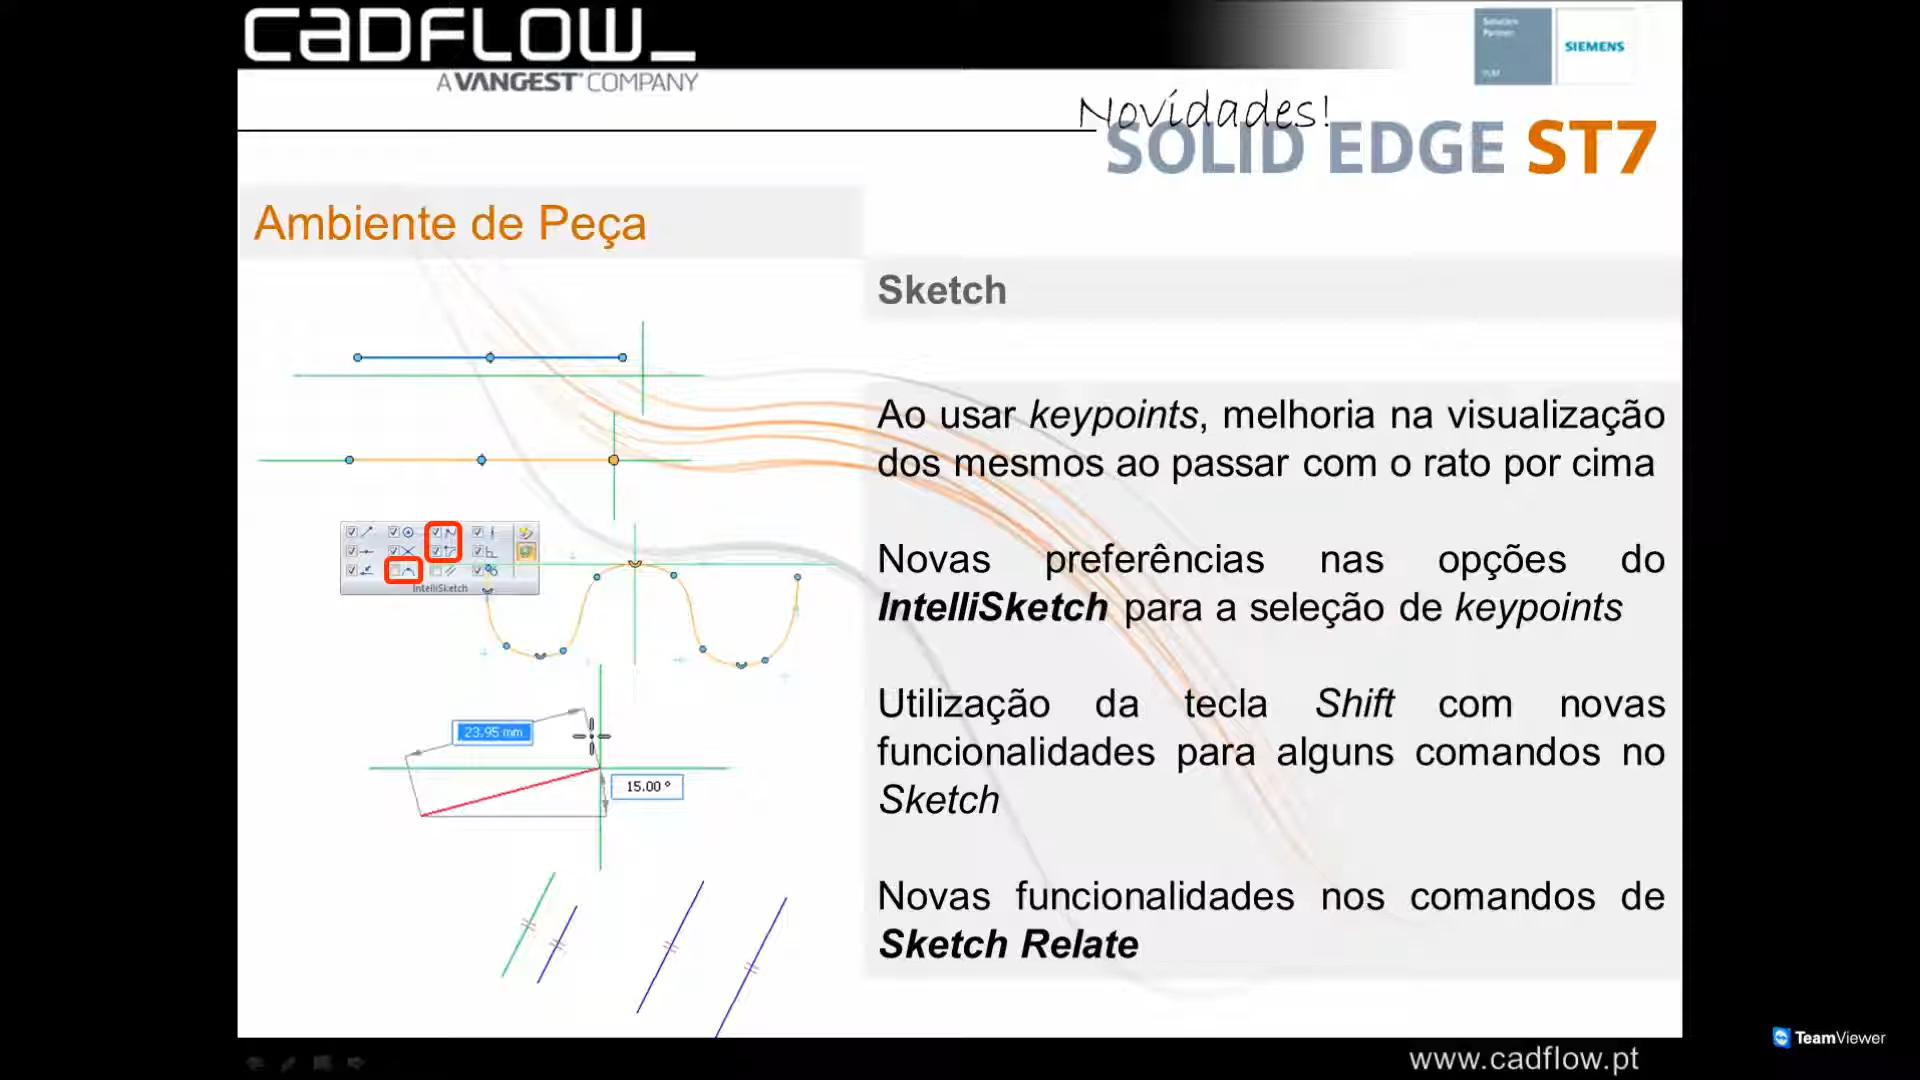 CADFLOW_
A VANGEST COMPANY
Solution
Partner
PLM
SIEMENS
Novidades!
SOLID EDGE ST7
Ambiente de Peça
Sketch
Ao usar keypoints, melhoria na visualização
dos mesmos ao passar com o rato por cima
Novas preferências nas opções do
IntelliSketch para a seleção de keypoints
Utilização da tecla Shift com novas
funcionalidades para alguns comandos no
Sketch
Novas funcionalidades nos comandos de
Sketch Relate
IntelliSketch
23.95 mm
15.00 °
TeamViewer
www.cadflow.pt